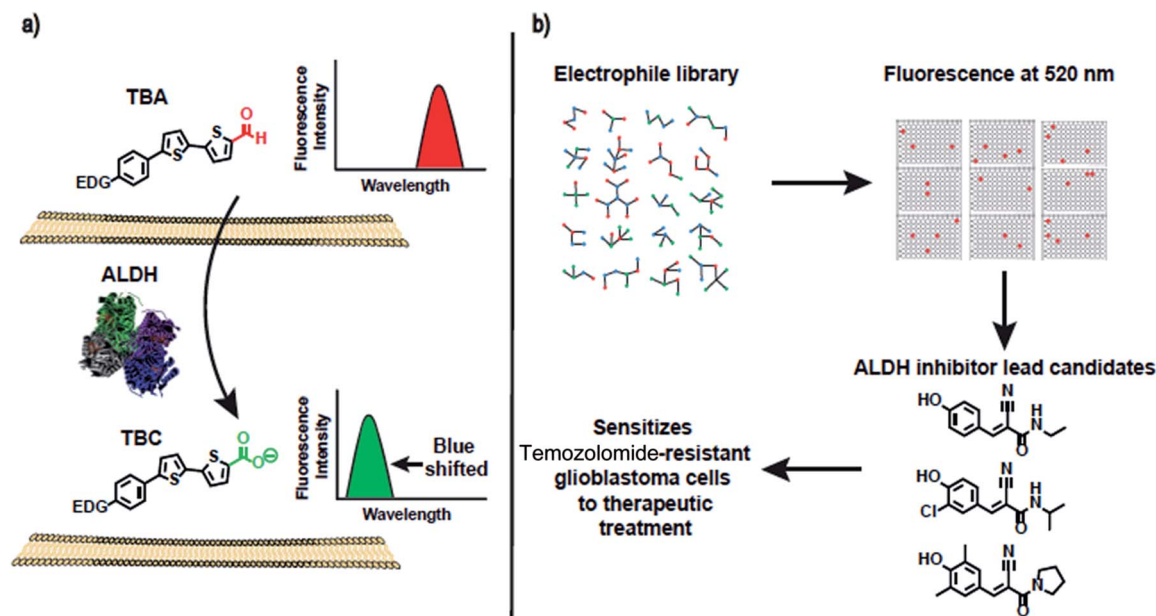 a)
TBA
S
S
O
H
EDG
Fluorescence
Intensity
Wavelength
ALDH
TBC
S
S
O
O⊖
EDG
Fluorescence
Intensity
Blue
shifted
Wavelength
b)
Electrophile library
Fluorescence at 520 nm
ALDH inhibitor lead candidates
HO
N
H
N
O
HO
Cl
N
H
N
O
HO
N
N
O
Sensitizes
Temozolomide-resistant
glioblastoma cells
to therapeutic
treatment